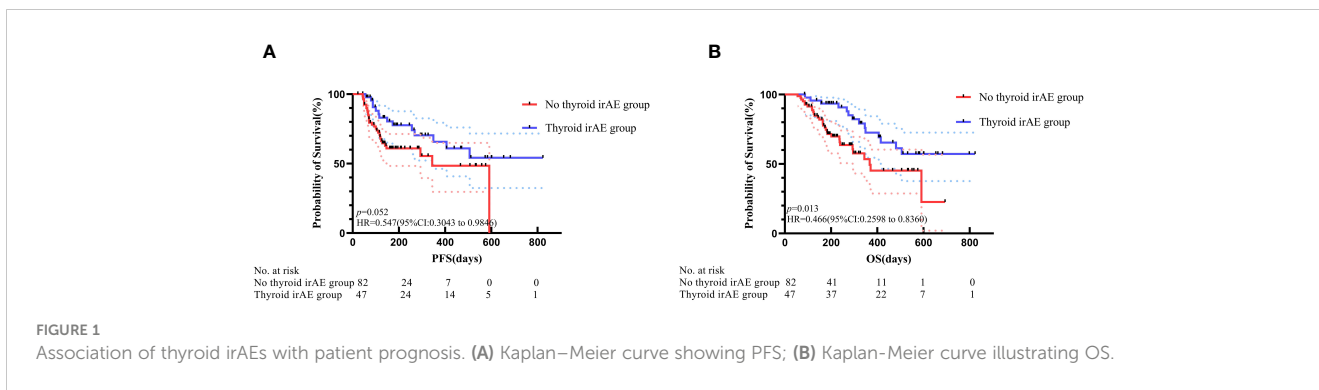 A
Probability of Survival(%)
100
50
0
No thyroid irAE group
Thyroid irAE group
p=0.052
HR=0.547(95%CI:0.3043 to 0.9846)
0 200 400 600 800
PFS(days)
No. at risk
No thyroid irAE group 82 24 7 0 0
Thyroid irAE group 47 24 14 5 1
B
Probability of Survival(%)
100
50
0
No thyroid irAE group
Thyroid irAE group
p=0.013
HR=0.466(95%CI:0.2598 to 0.8360)
0 200 400 600 800
OS(days)
No. at risk
No thyroid irAE group 82 41 11 1 0
Thyroid irAE group 47 37 22 7 1
FIGURE 1
Association of thyroid irAEs with patient prognosis. (A) Kaplan–Meier curve showing PFS; (B) Kaplan-Meier curve illustrating OS.